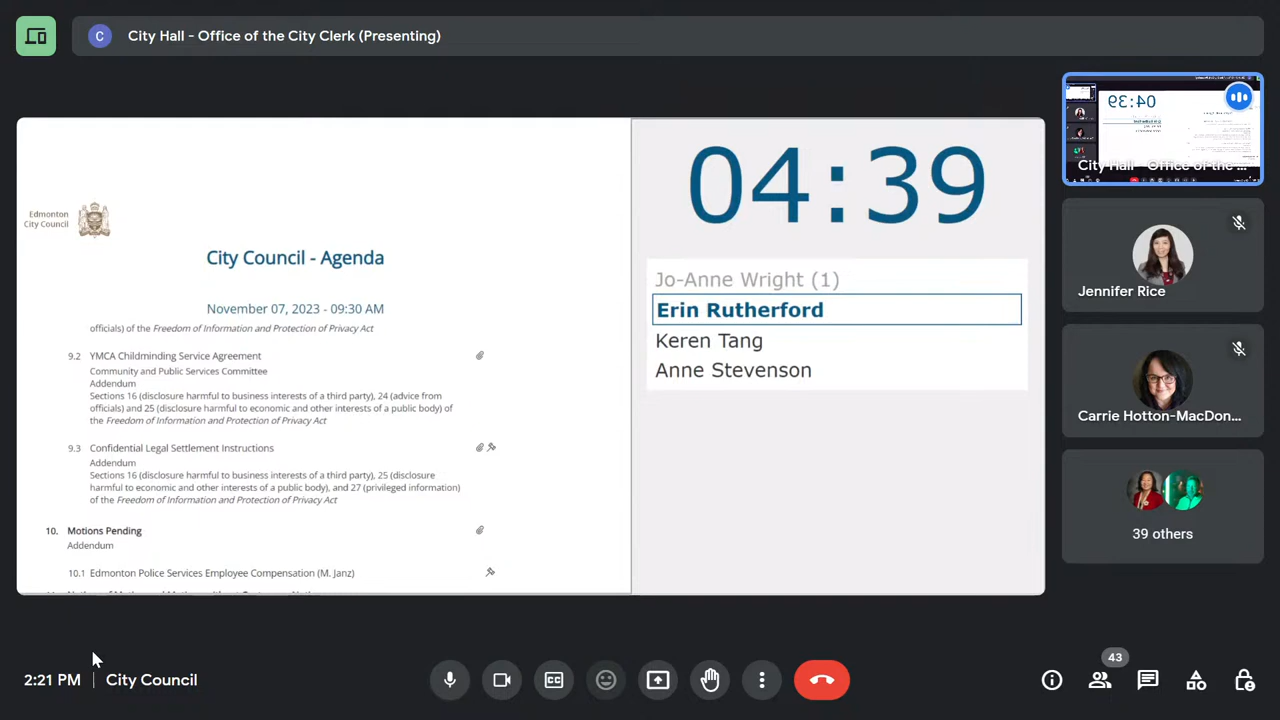 C
City Hall - Office of the City Clerk (Presenting)
Edmonton
City Council
City Council - Agenda
November 07, 2023 - 09:30 AM
officials) of the Freedom of Information and Protection of Privacy Act
9.2 YMCA Childminding Service Agreement
Community and Public Services Committee
Addendum
Sections 16 (disclosure harmful to business interests of a third party), 24 (advice from
officials) and 25 (disclosure harmful to economic and other interests of a public body) of
the Freedom of Information and Protection of Privacy Act
9.3 Confidential Legal Settlement Instructions
Addendum
Sections 16 (disclosure harmful to business interests of a third party), 25 (disclosure
harmful to economic and other interests of a public body), and 27 (privileged information)
of the Freedom of Information and Protection of Privacy Act
10. Motions Pending
Addendum
10.1 Edmonton Police Services Employee Compensation (M. Janz)
04:39
Jo-Anne Wright (1)
Erin Rutherford
Keren Tang
Anne Stevenson
04:39
City Hall - Office of the ...
Jennifer Rice
Carrie Hotton-MacDon...
39 others
2:21 PM | City Council
CC
43